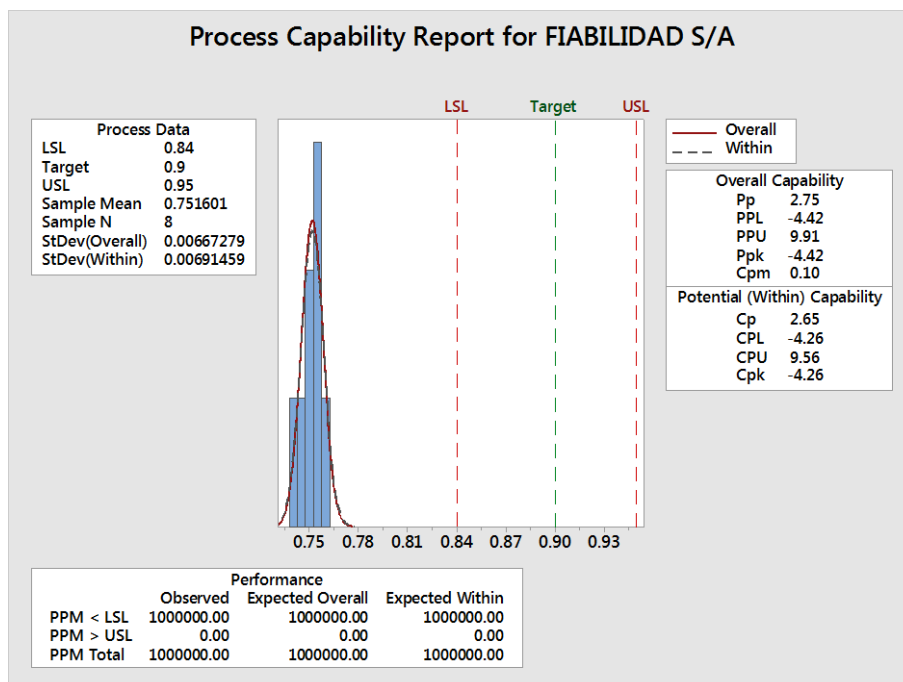 Process Capability Report for FIABILIDAD S/A
LSL Target USL
Process Data
LSL 0.84
Target 0.9
USL 0.95
Sample Mean 0.751601
Sample N 8
StDev(Overall) 0.00667279
StDev(Within) 0.00691459
Overall
Within
Overall Capability
Pp 2.75
PPL -4.42
PPU 9.91
Ppk -4.42
Cpm 0.10
Potential (Within) Capability
Cp 2.65
CPL -4.26
CPU 9.56
Cpk -4.26
0.75 0.78 0.81 0.84 0.87 0.90 0.93
Performance
Observed Expected Overall Expected Within
PPM < LSL 1000000.00 1000000.00 1000000.00
PPM > USL 0.00 0.00 0.00
PPM Total 1000000.00 1000000.00 1000000.00